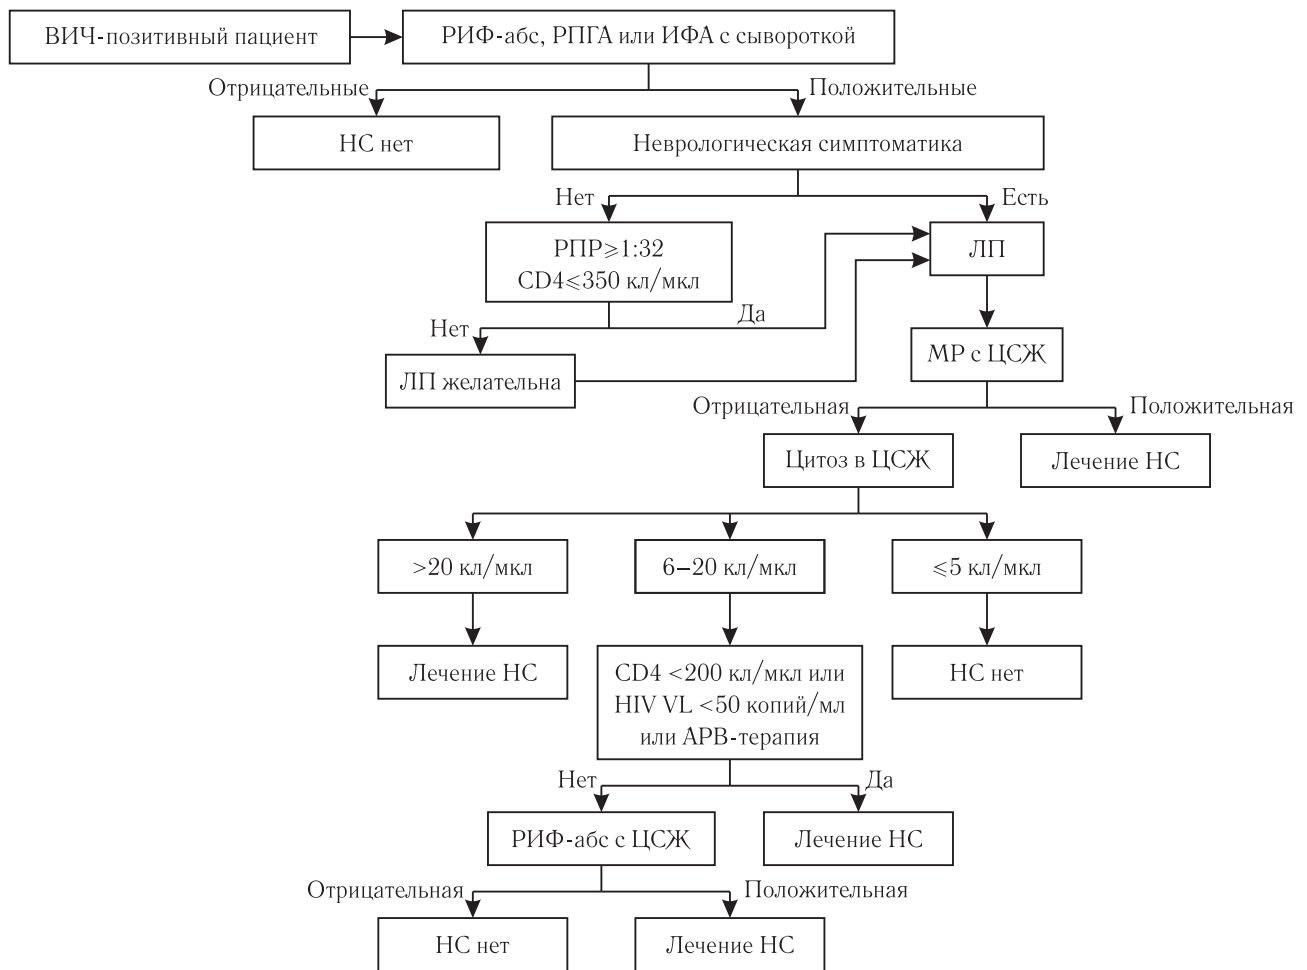 ВИЧ-позитивный пациент
РИФ-абс, РПГА или ИФА с сывороткой
Отрицательные
Положительные
НС нет
Неврологическая симптоматика
Нет
Есть
РПР⩾1:32
CD4⩽350 кл/мкл
ЛП
Нет
Да
ЛП желательна
МР с ЦСЖ
Отрицательная
Положительная
Цитоз в ЦСЖ
Лечение НС
>20 кл/мкл
6–20 кл/мкл
⩽5 кл/мкл
Лечение НС
CD4 <200 кл/мкл или
HIV VL <50 копий/мл
или АРВ-терапия
НС нет
Нет
Да
РИФ-абс с ЦСЖ
Лечение НС
Отрицательная
Положительная
НС нет
Лечение НС